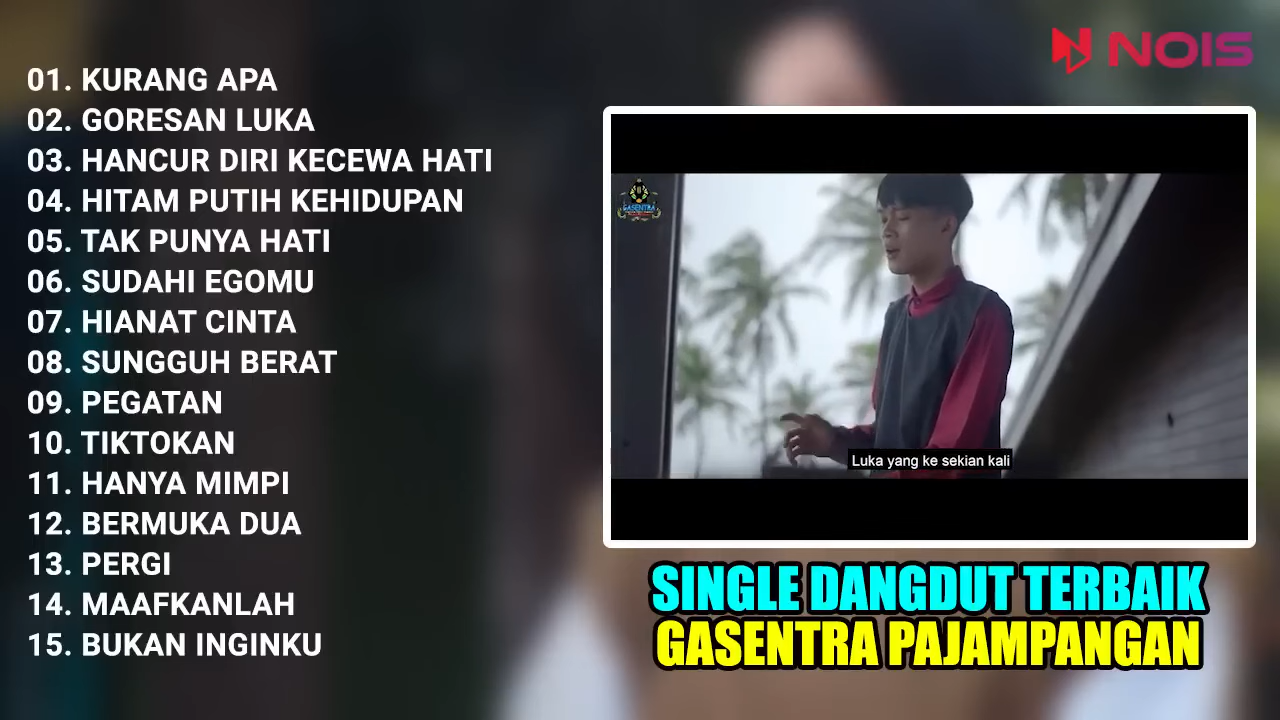 01. KURANG APA
02. GORESAN LUKA
03. HANCUR DIRI KECEWA HATI
04. HITAM PUTIH KEHIDUPAN
05. TAK PUNYA HATI
06. SUDAHI EGOMU
07. HIANAT CINTA
08. SUNGGUH BERAT
09. PEGATAN
10. TIKTOKAN
11. HANYA MIMPI
12. BERMUKA DUA
13. PERGI
14. MAAFKANLAH
15. BUKAN INGINKU
NOIS
GASENTRA
Luka yang ke sekian kali
SINGLE DANGDUT TERBAIK
GASENTRA PAJAMPANGAN